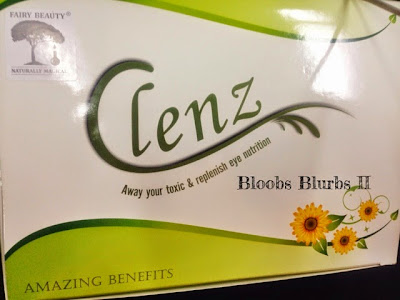 FAIRY BEAUTY®
NATURALLY MAGICAL
Clenz
Away your toxic & replenish eye nutrition
Bloobs Blurbs II
AMAZING BENEFITS